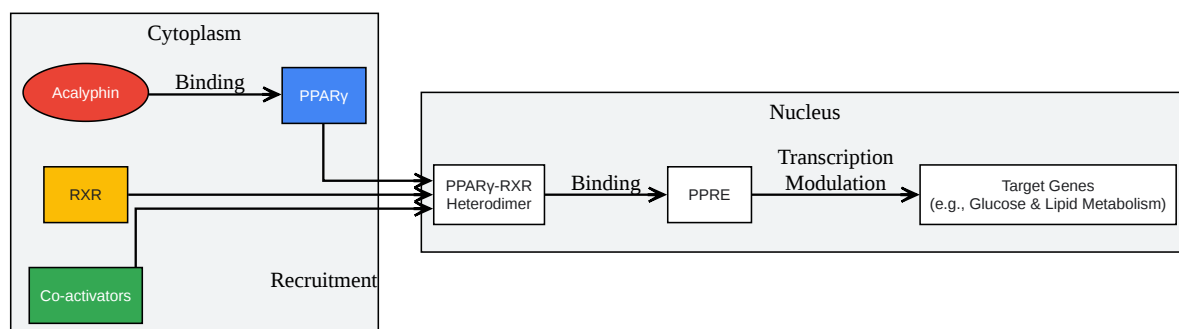 Cytoplasm
Acalyphin
Binding
PPARγ
RXR
Co-activators
Recruitment
Nucleus
PPARγ-RXR
Heterodimer
Binding
PPRE
Transcription
Modulation
Target Genes
(e.g., Glucose & Lipid Metabolism)